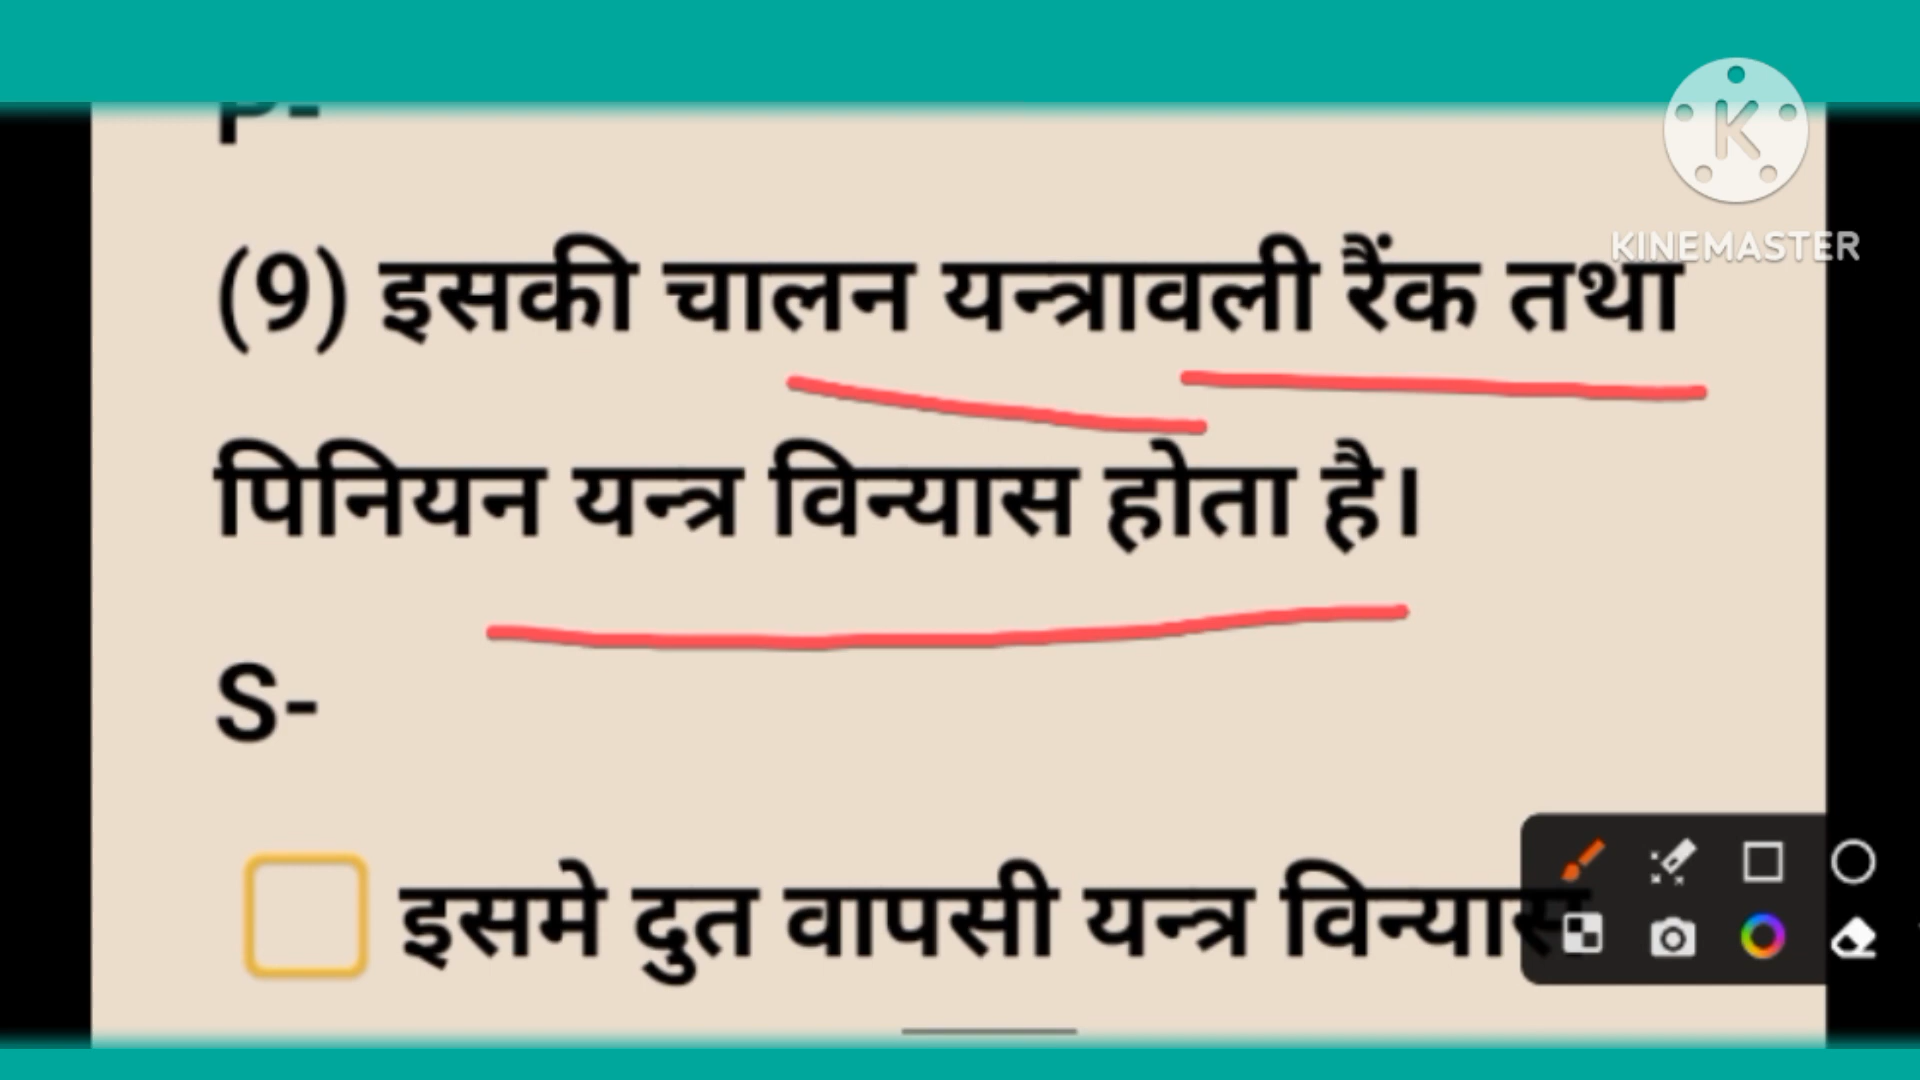 P-
KINEMASTER
(9) इसकी चालन यन्त्रावली रैंक तथा
पिनियन यन्त्र विन्यास होता है।
S-
इसमे दुत वापसी यन्त्र विन्यास